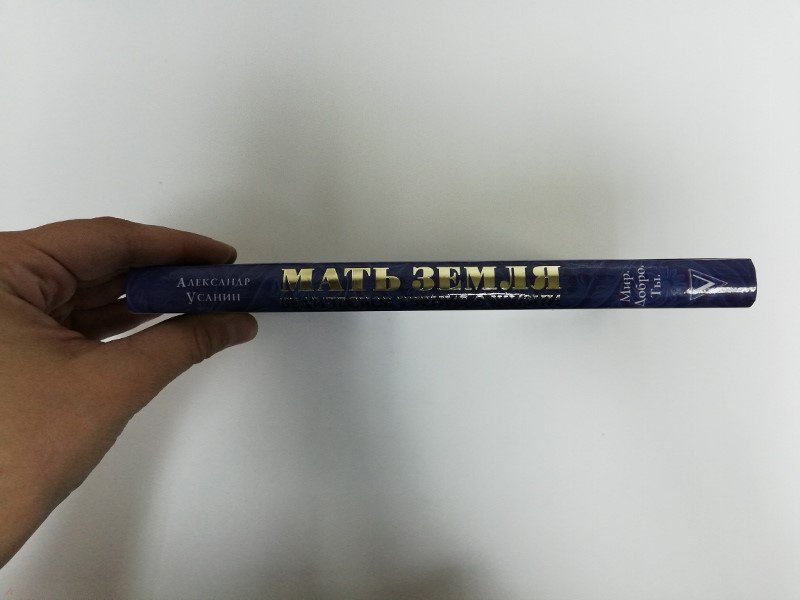 Александр
Усанин
МАТЬ ЗЕМЛЯ
Мир.
Добро.
Ты.